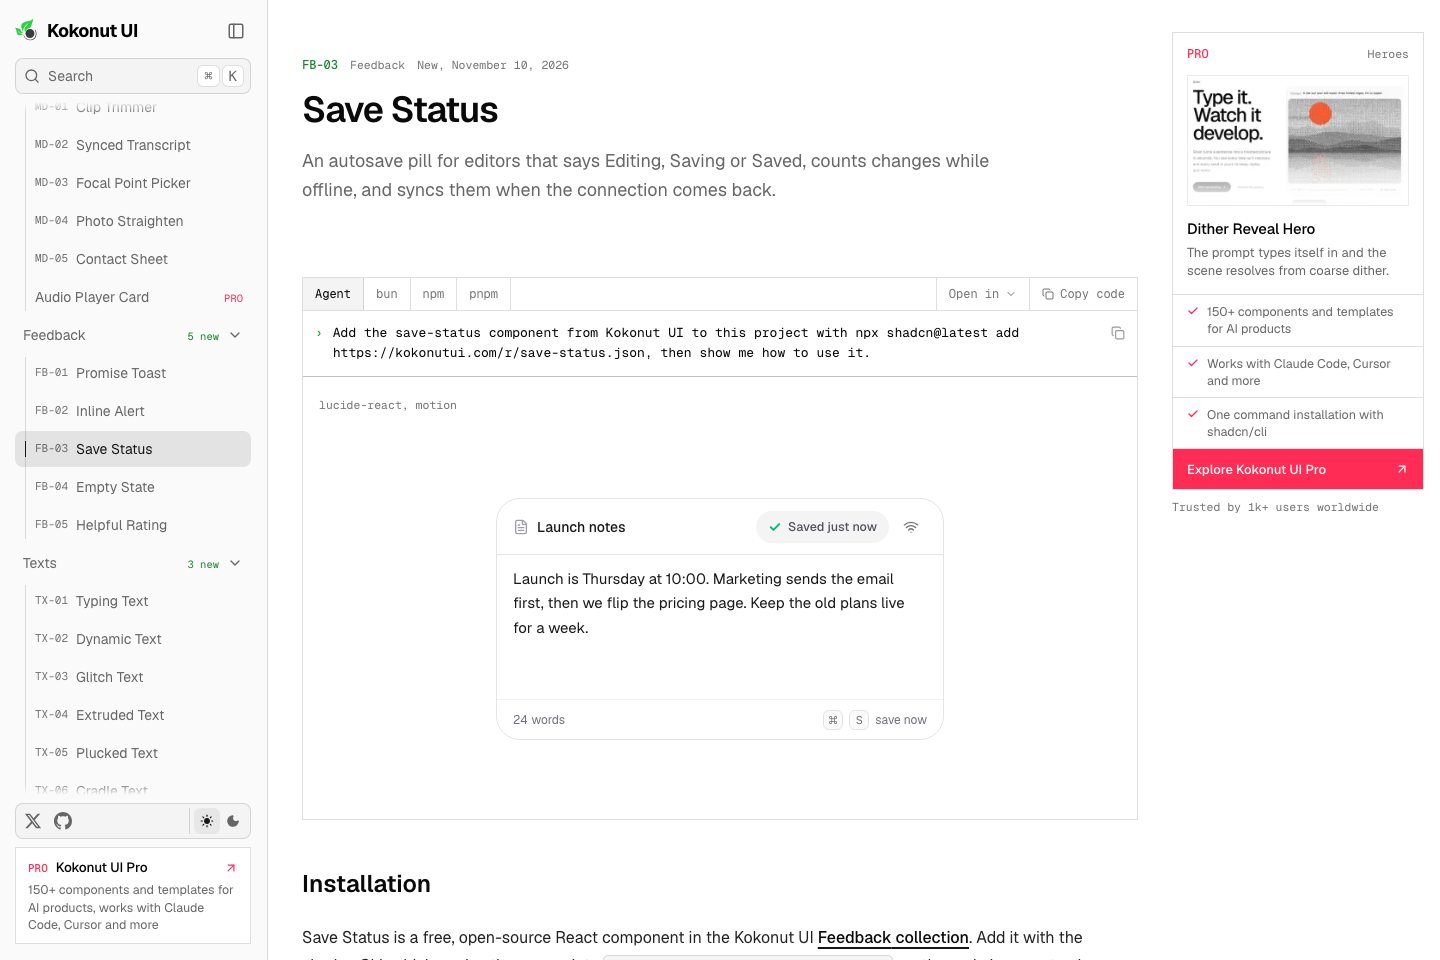 Kokonut UI
Search ⌘ K
MD-01 Clip Trimmer
MD-02 Synced Transcript
MD-03 Focal Point Picker
MD-04 Photo Straighten
MD-05 Contact Sheet
Audio Player Card PRO
Feedback 5 new
FB-01 Promise Toast
FB-02 Inline Alert
FB-03 Save Status
FB-04 Empty State
FB-05 Helpful Rating
Texts 3 new
TX-01 Typing Text
TX-02 Dynamic Text
TX-03 Glitch Text
TX-04 Extruded Text
TX-05 Plucked Text
TX-06 Cradle Text
PRO Kokonut UI Pro
150+ components and templates for
AI products, works with Claude
Code, Cursor and more
FB-03 Feedback New, November 10, 2026
Save Status
An autosave pill for editors that says Editing, Saving or Saved, counts changes while
offline, and syncs them when the connection comes back.
Agent bun npm pnpm Open in Copy code
› Add the save-status component from Kokonut UI to this project with npx shadcn@latest add
https://kokonutui.com/r/save-status.json, then show me how to use it.
lucide-react, motion
Launch notes Saved just now
Launch is Thursday at 10:00. Marketing sends the email
first, then we flip the pricing page. Keep the old plans live
for a week.
24 words ⌘ S save now
Installation
Save Status is a free, open-source React component in the Kokonut UI Feedback collection. Add it with the
PRO Heroes
Type it.
Watch it
develop.
Dither Reveal Hero
The prompt types itself in and the
scene resolves from coarse dither.
150+ components and templates
for AI products
Works with Claude Code, Cursor
and more
One command installation with
shadcn/cli
Explore Kokonut UI Pro
Trusted by 1k+ users worldwide